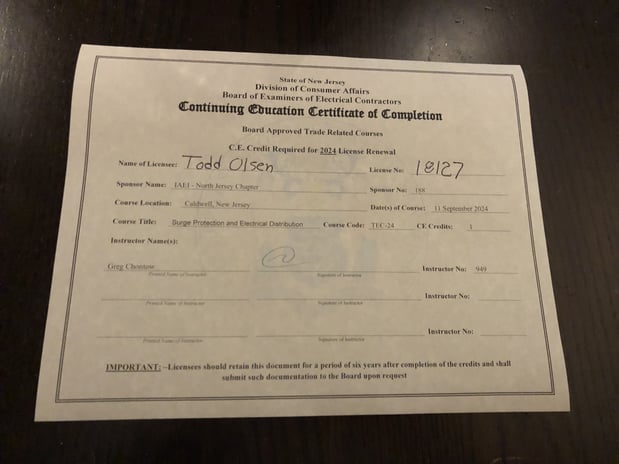 State of New Jersey
Division of Consumer Affairs
Board of Examiners of Electrical Contractors
Continuing Education Certificate of Completion
Board Approved Trade Related Courses
C.E. Credit Required for 2024 License Renewal
Name of Licensee: Todd Olsen License No: 18127
Sponsor Name: IAEI - North Jersey Chapter Sponsor No: 188
Course Location: Caldwell, New Jersey Date(s) of Course: 11 September 2024
Course Title: Surge Protection and Electrical Distribution Course Code: TEC-24 CE Credits: 1
Instructor Name(s):
Greg Instructor No: 949
Printed Name of Instructor Signature of Instructor
Instructor No:
Printed Name of Instructor Signature of Instructor
Instructor No:
Printed Name of Instructor Signature of Instructor
IMPORTANT: –Licensees should retain this document for a period of six years after completion of the credits and shall
submit such documentation to the Board upon request